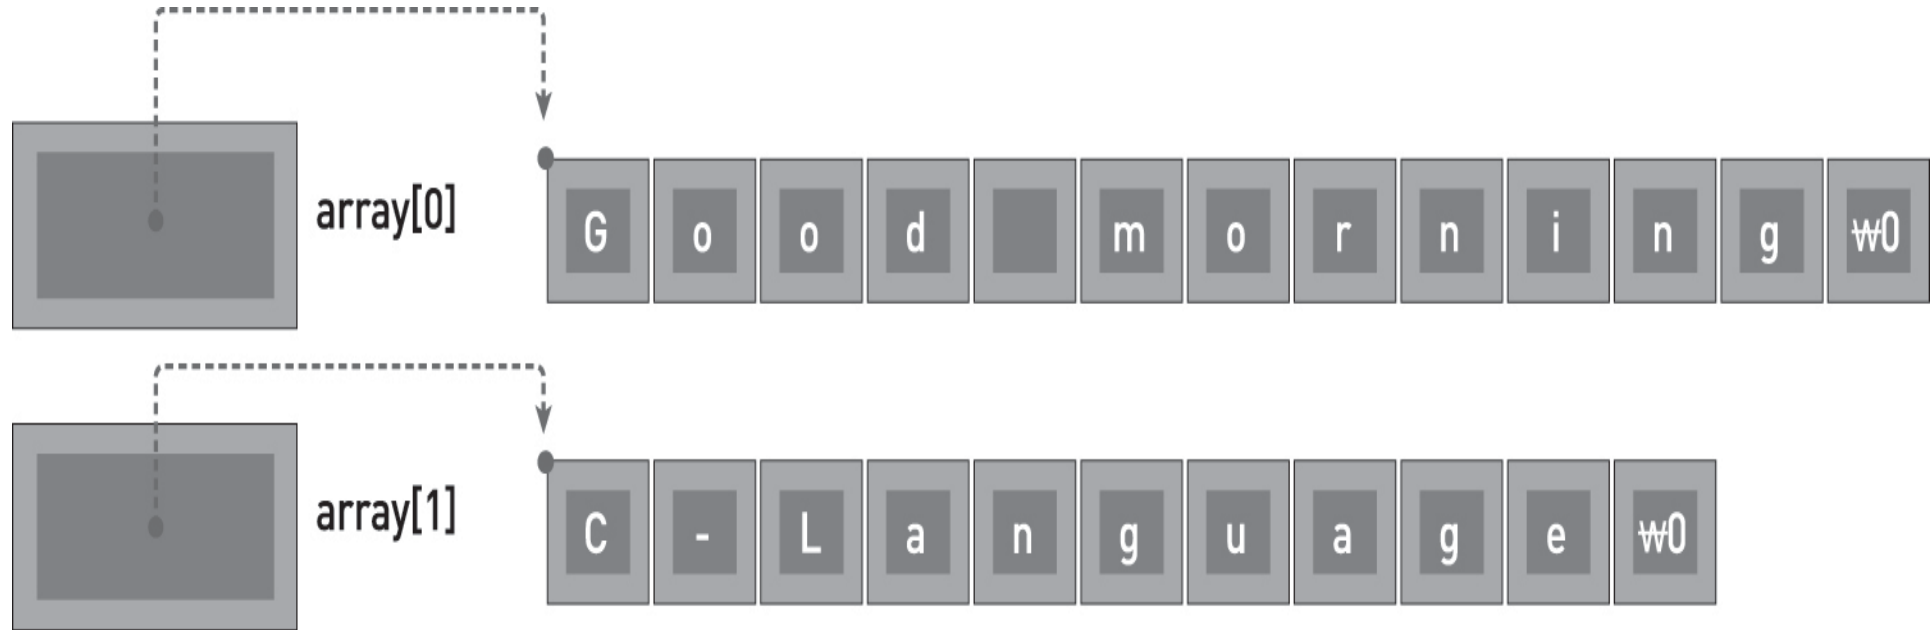 array[0]
G o o d m o r n i n g ₩0
array[1]
C - L a n g u a g e ₩0